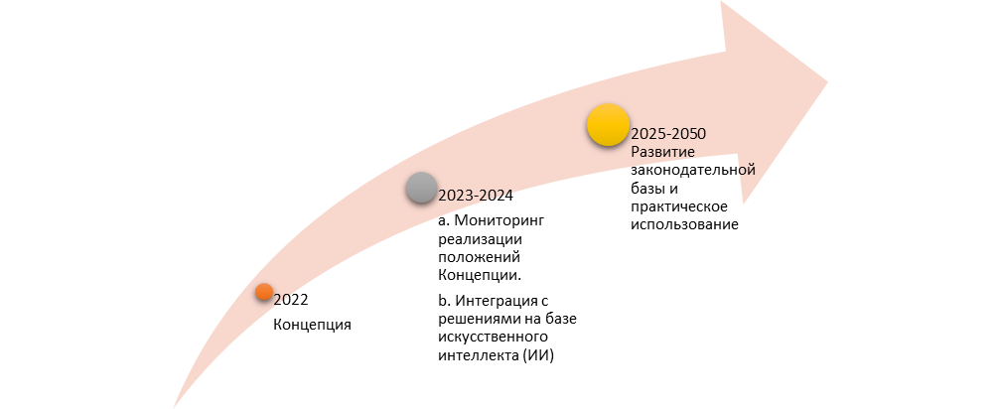 2022
Концепция
2023-2024
a. Мониторинг
реализации
положений
Концепции.
b. Интеграция с
решениями на базе
искусственного
интеллекта (ИИ)
2025-2050
Развитие
законодательной
базы и
практическое
использование